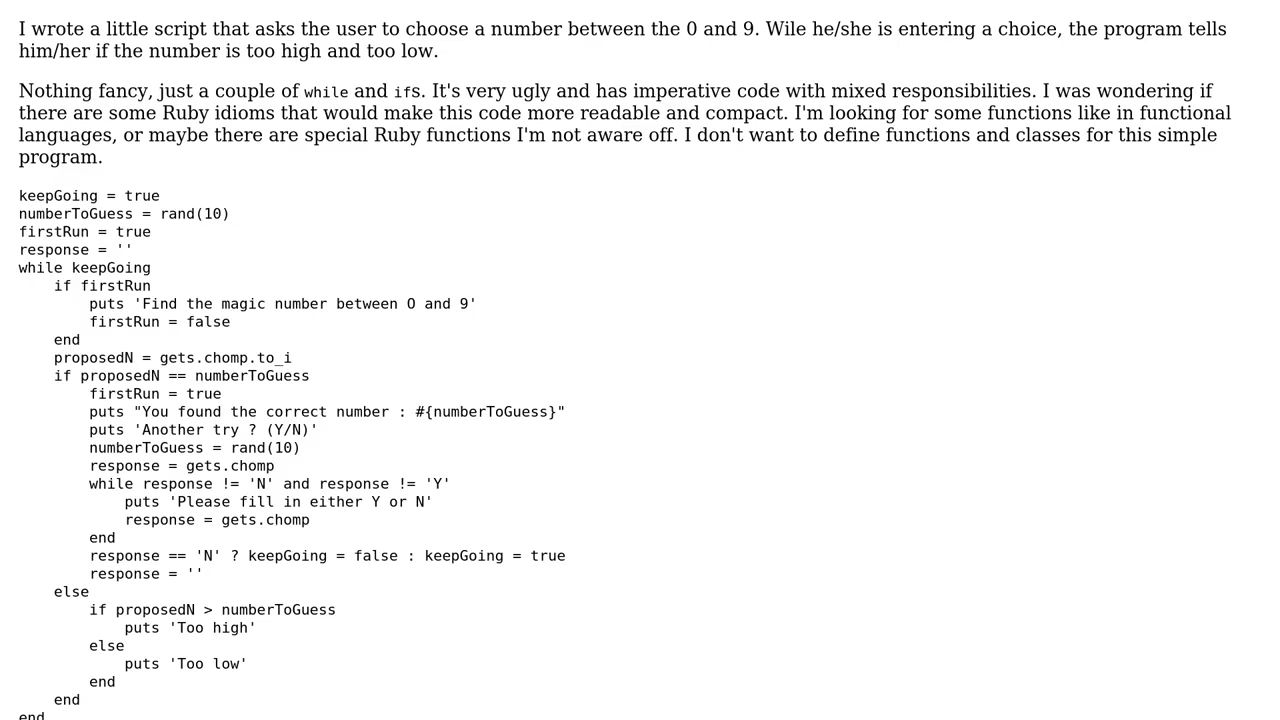 I wrote a little script that asks the user to choose a number between the 0 and 9. Wile he/she is entering a choice, the program tells
him/her if the number is too high and too low.
Nothing fancy, just a couple of while and ifs. It's very ugly and has imperative code with mixed responsibilities. I was wondering if
there are some Ruby idioms that would make this code more readable and compact. I'm looking for some functions like in functional
languages, or maybe there are special Ruby functions I'm not aware off. I don't want to define functions and classes for this simple
program.
keepGoing = true
numberToGuess = rand(10)
firstRun = true
response = ''
while keepGoing
    if firstRun
        puts 'Find the magic number between O and 9'
        firstRun = false
    end
    proposedN = gets.chomp.to_i
    if proposedN == numberToGuess
        firstRun = true
        puts "You found the correct number : #{numberToGuess}"
        puts 'Another try ? (Y/N)'
        numberToGuess = rand(10)
        response = gets.chomp
        while response != 'N' and response != 'Y'
            puts 'Please fill in either Y or N'
            response = gets.chomp
        end
        response == 'N' ? keepGoing = false : keepGoing = true
        response = ''
    else
        if proposedN > numberToGuess
            puts 'Too high'
        else
            puts 'Too low'
        end
    end
end